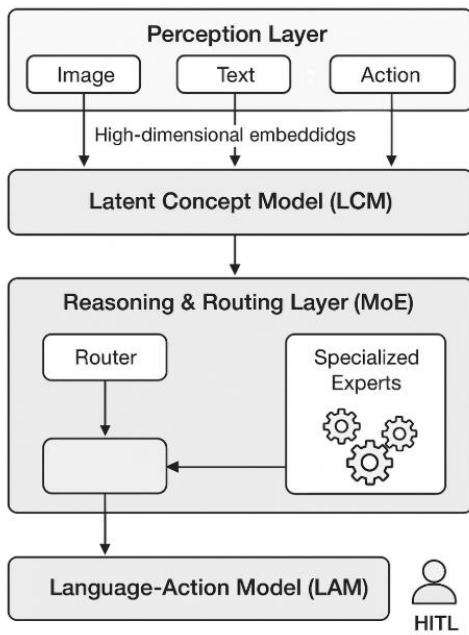 Perception Layer
Image
Text
Action
High-dimensional embeddidgs
Latent Concept Model (LCM)
Reasoning & Routing Layer (MoE)
Router
Specialized
Experts
Language-Action Model (LAM)
HITL